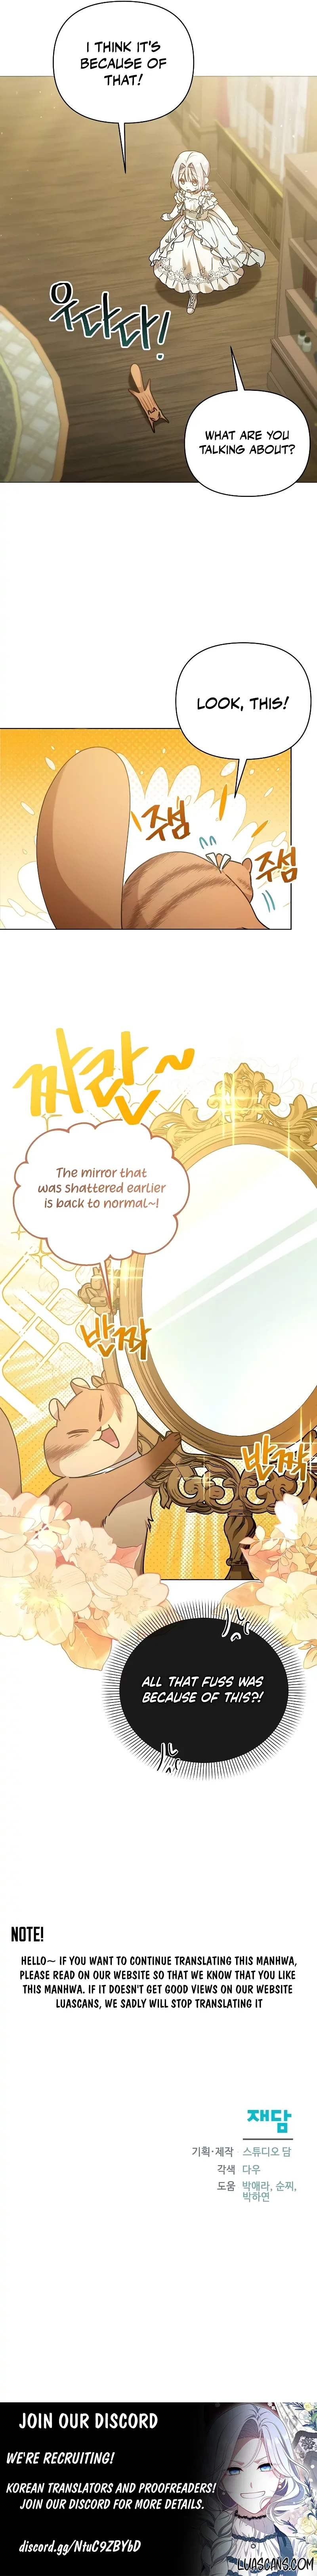 I THINK IT'S
BECAUSE OF
THAT!
우다다!
WHAT ARE YOU
TALKING ABOUT?
LOOK, THIS!
주섬
주섬
짜란~
The mirror that
was shattered earlier
is back to normal~!
반짝
반짝
ALL THAT FUSS WAS
BECAUSE OF THIS?!
NOTE!
HELLO~ IF YOU WANT TO CONTINUE TRANSLATING THIS MANHWA,
PLEASE READ ON OUR WEBSITE SO THAT WE KNOW THAT YOU LIKE
THIS MANHWA. IF IT DOESN'T GET GOOD VIEWS ON OUR WEBSITE
LUASCANS, WE SADLY WILL STOP TRANSLATING IT
재담
기획·제작 스튜디오 담
각색 다우
도움 박애라, 순찌,
박하연
JOIN OUR DISCORD
WE'RE RECRUITING!
KOREAN TRANSLATORS AND PROOFREADERS!
JOIN OUR DISCORD FOR MORE DETAILS.
discord.gg/NtuC9ZBYbD
LUASCANS.COM